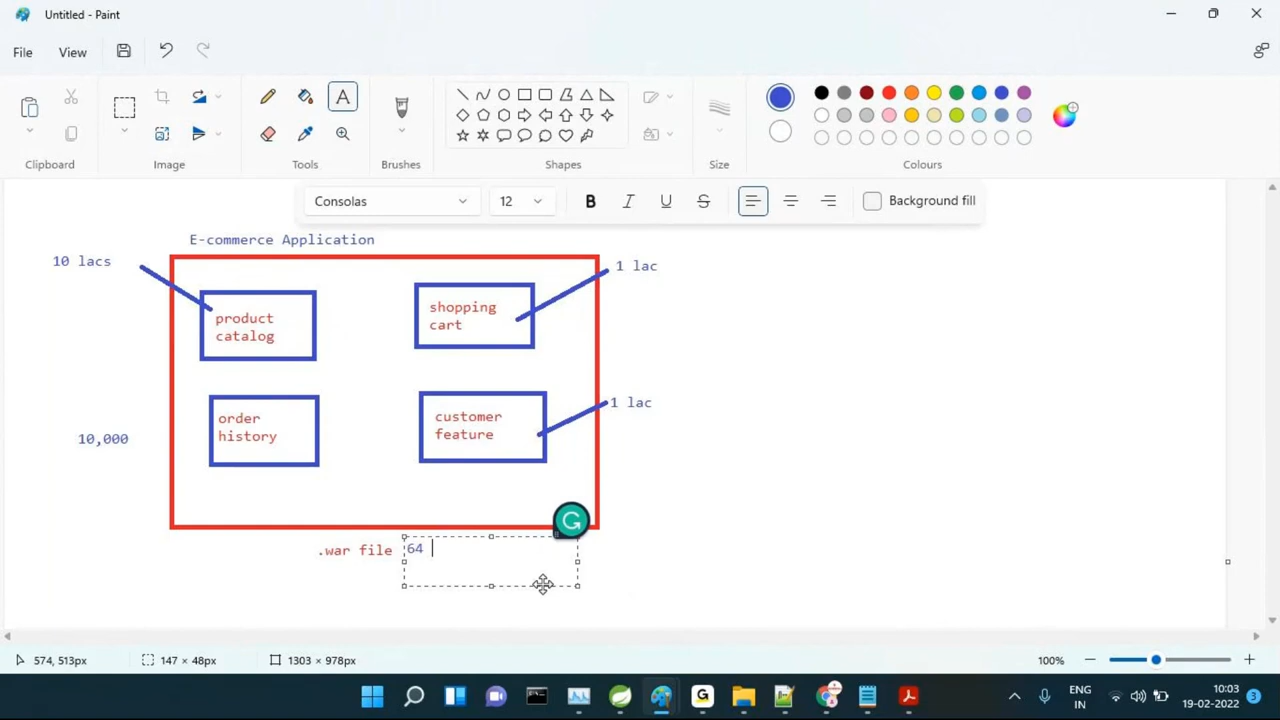 Untitled - Paint
File
View
Clipboard
Image
Tools
Brushes
Shapes
Size
Colours
Consolas
12
Background fill
E-commerce Application
10 lacs
1 lac
product
catalog
shopping
cart
order
history
customer
feature
1 lac
10,000
.war file
64
574, 513px
147 × 48px
1303 × 978px
100%
ENG
IN
10:03
19-02-2022
3